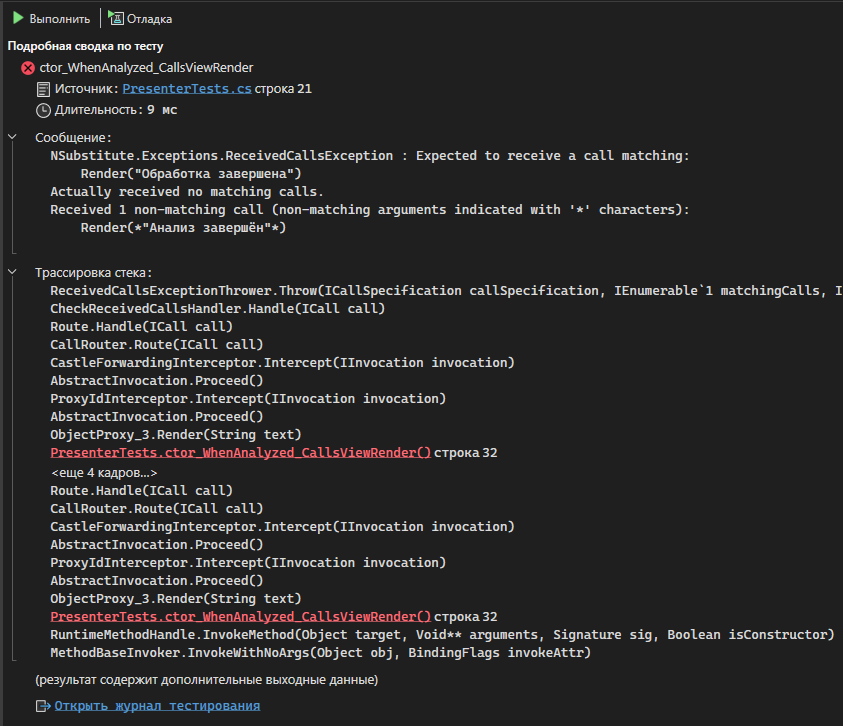 Выполнить Отладка
Подробная сводка по тесту
ctor_WhenAnalyzed_CallsViewRender
Источник: PresenterTests.cs строка 21
Длительность: 9 мс
Сообщение:
NSubstitute.Exceptions.ReceivedCallsException : Expected to receive a call matching:
Render("Обработка завершена")
Actually received no matching calls.
Received 1 non-matching call (non-matching arguments indicated with '*' characters):
Render(*"Анализ завершён"*)
Трассировка стека:
ReceivedCallsExceptionThrower.Throw(ICallSpecification callSpecification, IEnumerable`1 matchingCalls, I
CheckReceivedCallsHandler.Handle(ICall call)
Route.Handle(ICall call)
CallRouter.Route(ICall call)
CastleForwardingInterceptor.Intercept(IInvocation invocation)
AbstractInvocation.Proceed()
ProxyIdInterceptor.Intercept(IInvocation invocation)
AbstractInvocation.Proceed()
ObjectProxy_3.Render(String text)
PresenterTests.ctor_WhenAnalyzed_CallsViewRender() строка 32
<еще 4 кадров...>
Route.Handle(ICall call)
CallRouter.Route(ICall call)
CastleForwardingInterceptor.Intercept(IInvocation invocation)
AbstractInvocation.Proceed()
ProxyIdInterceptor.Intercept(IInvocation invocation)
AbstractInvocation.Proceed()
ObjectProxy_3.Render(String text)
PresenterTests.ctor_WhenAnalyzed_CallsViewRender() строка 32
RuntimeMethodHandle.InvokeMethod(Object target, Void** arguments, Signature sig, Boolean isConstructor)
MethodBaseInvoker.InvokeWithNoArgs(Object obj, BindingFlags invokeAttr)
(результат содержит дополнительные выходные данные)
Открыть журнал тестирования